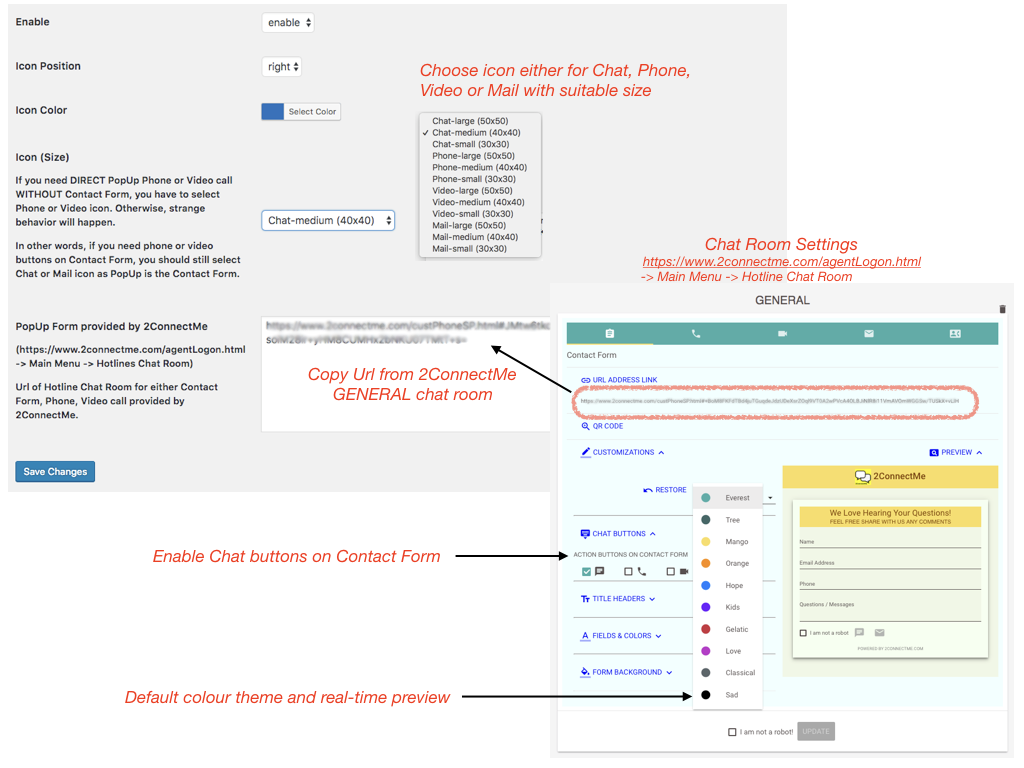 Enable
enable
Icon Position
right
Choose icon either for Chat, Phone,
Video or Mail with suitable size
Icon Color
Select Color
Chat-large (50x50)
✓ Chat-medium (40x40)
Chat-small (30x30)
Phone-large (50x50)
Phone-medium (40x40)
Phone-small (30x30)
Video-large (50x50)
Video-medium (40x40)
Video-small (30x30)
Mail-large (50x50)
Mail-medium (40x40)
Mail-small (30x30)
Icon (Size)
If you need DIRECT PopUp Phone or Video call
WITHOUT Contact Form, you have to select
Phone or Video icon. Otherwise, strange
behavior will happen.
Chat-medium (40x40)
In other words, if you need phone or video
buttons on Contact Form, you should still select
Chat or Mail icon as PopUp is the Contact Form.
Chat Room Settings
https://www.2connectme.com/agentLogon.html
-> Main Menu -> Hotline Chat Room
PopUp Form provided by 2ConnectMe
(https://www.2connectme.com/agentLogon.html
-> Main Menu -> Hotlines Chat Room)
Url of Hotline Chat Room for either Contact
Form, Phone, Video call provided by
2ConnectMe.
Copy Url from 2ConnectMe
GENERAL chat room
Save Changes
GENERAL
Contact Form
URL ADDRESS LINK
QR CODE
CUSTOMIZATIONS
PREVIEW
RESTORE
Everest
Tree
Mango
Orange
Hope
Kids
Gelatic
Love
Classical
Sad
2ConnectMe
We Love Hearing Your Questions!
FEEL FREE SHARE WITH US ANY COMMENTS
Name
Email Address
Phone
Questions / Messages
I am not a robot
POWERED BY 2CONNECTME.COM
Enable Chat buttons on Contact Form
CHAT BUTTONS
ACTION BUTTONS ON CONTACT FORM
TITLE HEADERS
FIELDS & COLORS
FORM BACKGROUND
Default colour theme and real-time preview
I am not a robot!
UPDATE